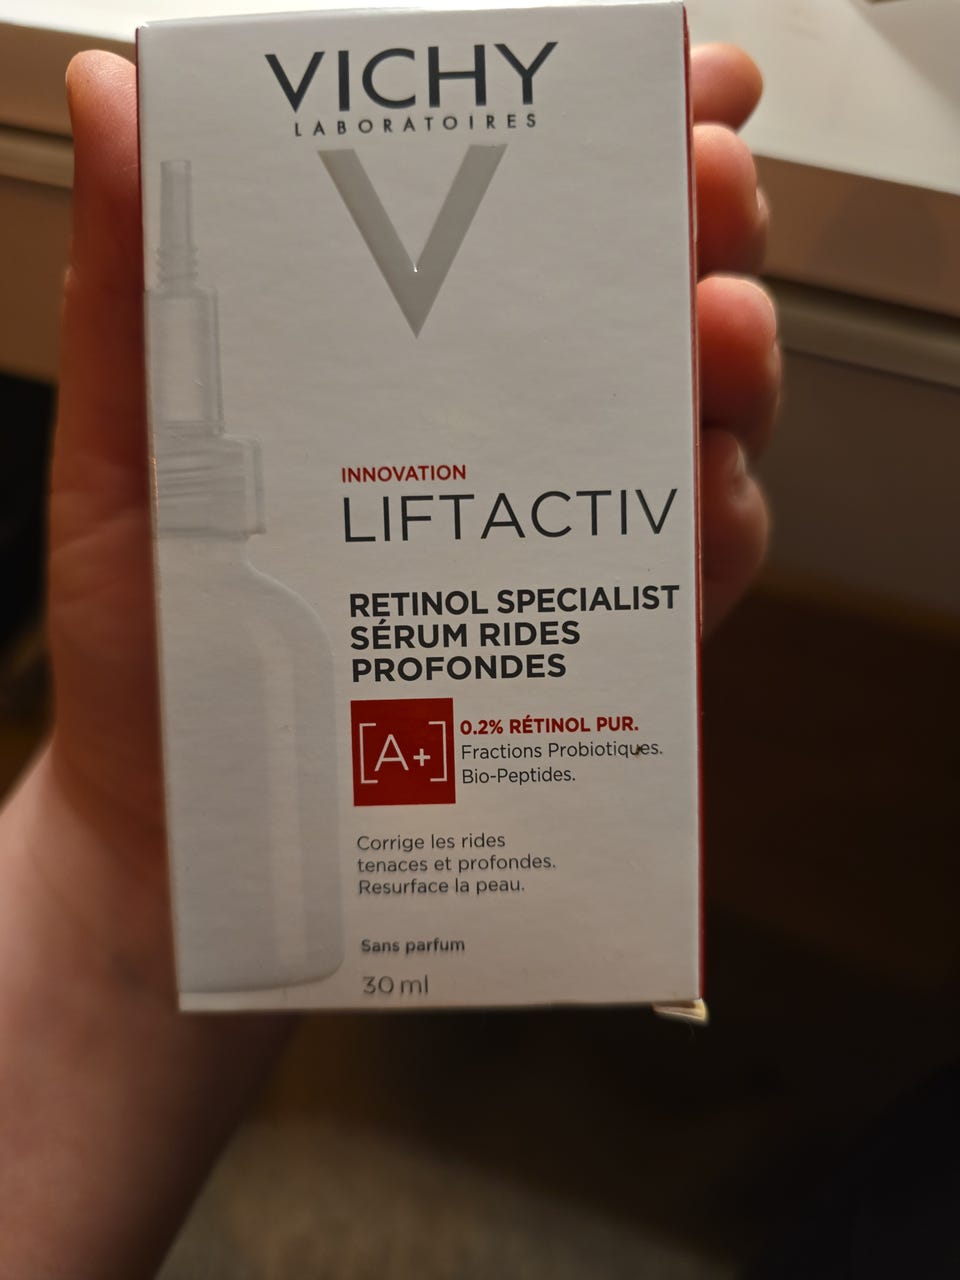 VICHY
LABORATOIRES
V
INNOVATION
LIFTACTIV
RETINOL SPECIALIST
SÉRUM RIDES
PROFONDES
[A+]
0.2% RÉTINOL PUR.
Fractions Probiotiques.
Bio-Peptides.
Corrige les rides
tenaces et profondes.
Resurface la peau.
Sans parfum
30 ml